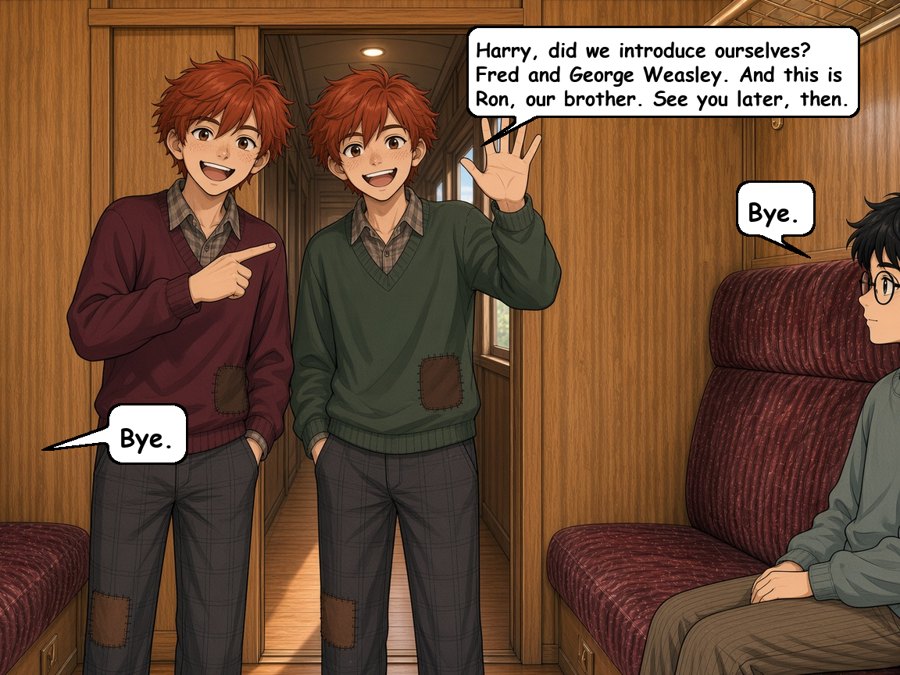 Harry, did we introduce ourselves?
Fred and George Weasley. And this is
Ron, our brother. See you later, then.
Bye.
Bye.